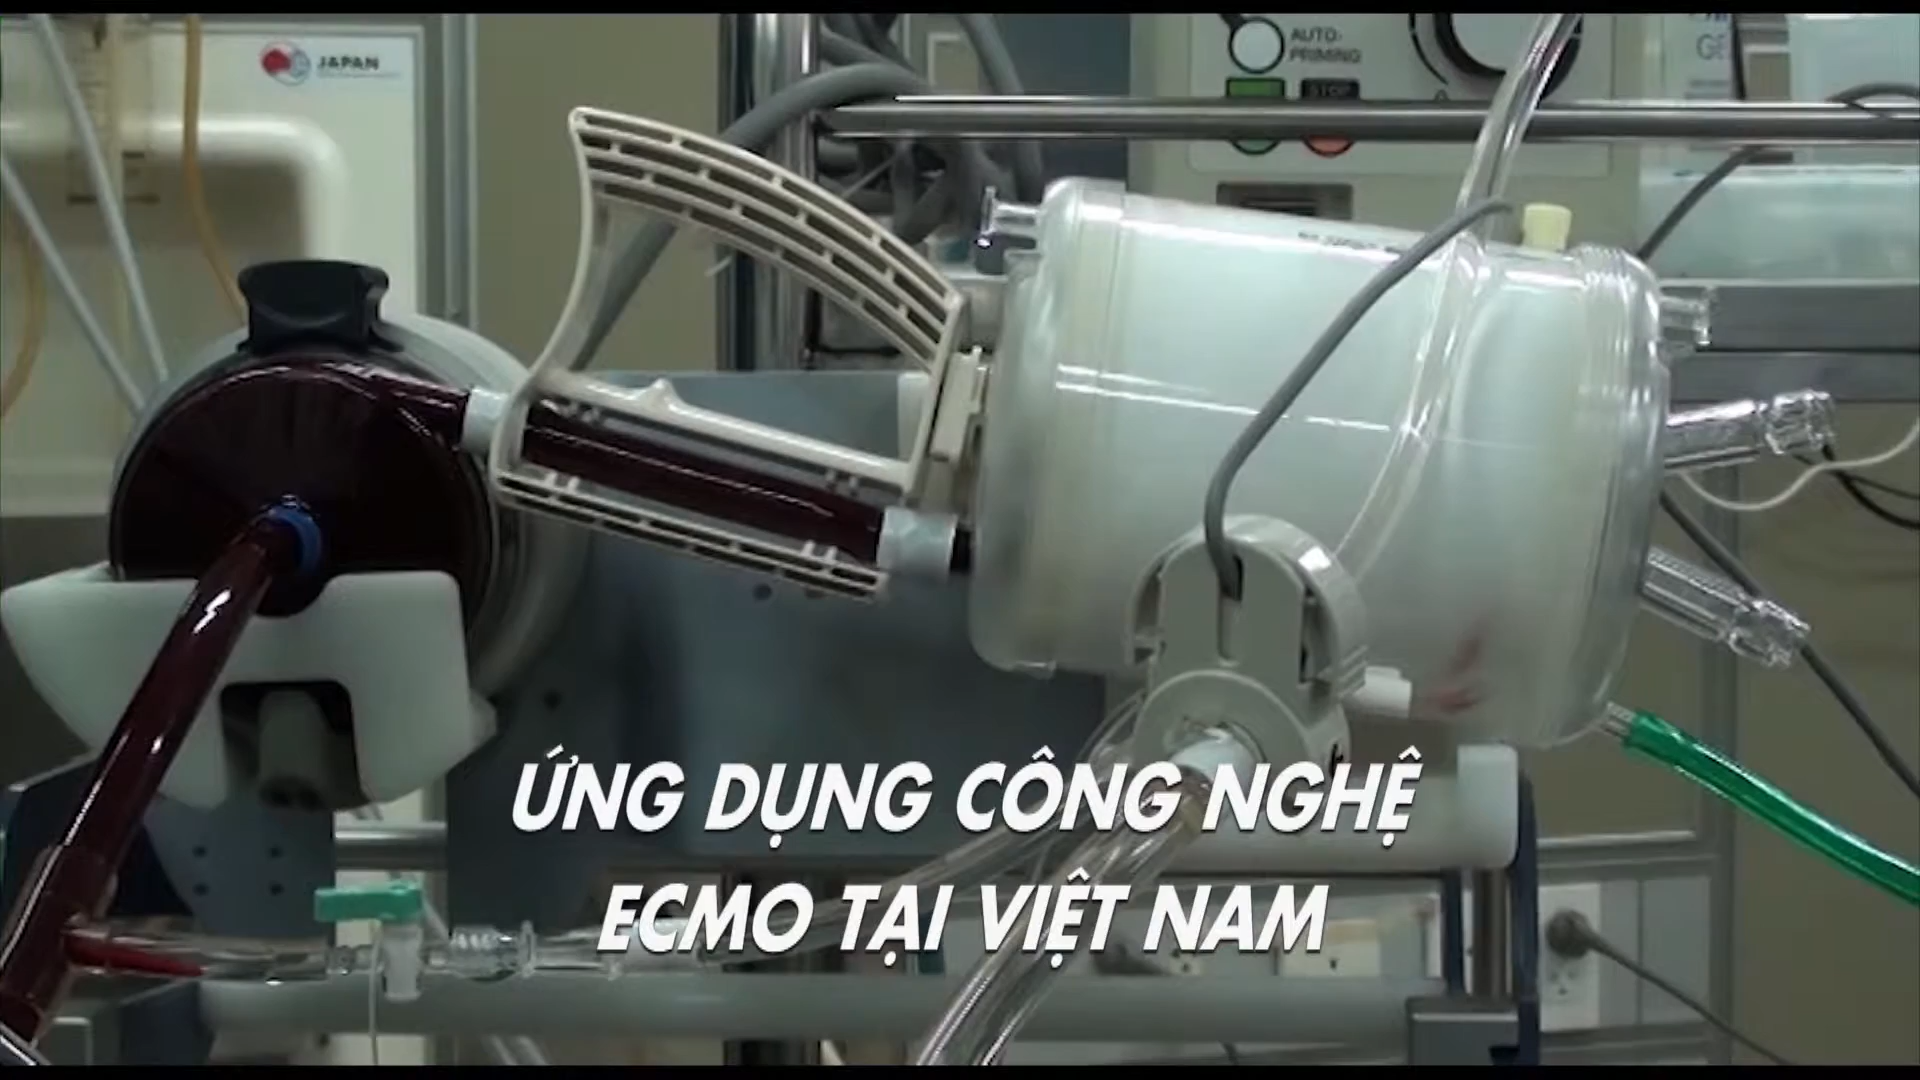 JAPAN
AUTO-
PRIMING
STOP
ỨNG DỤNG CÔNG NGHỆ
ECMO TẠI VIỆT NAM